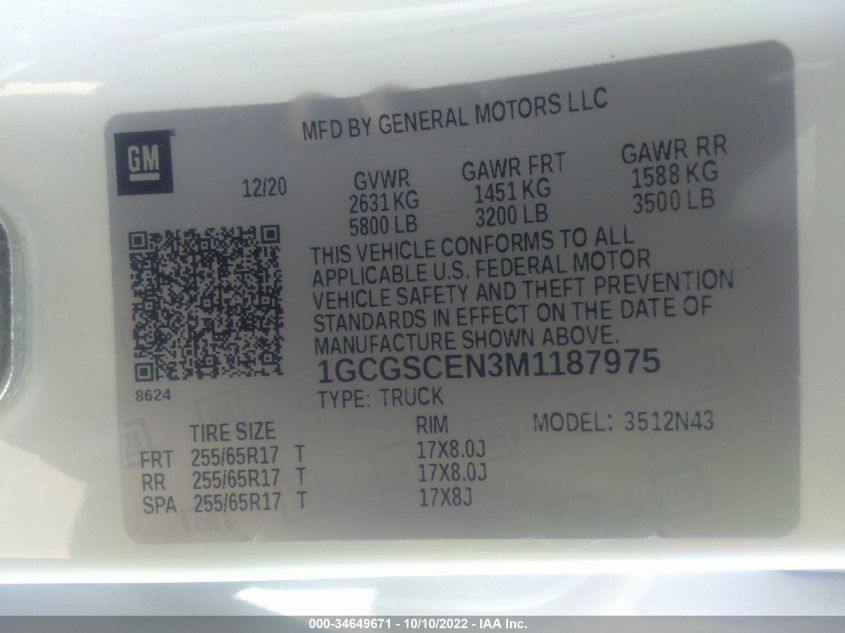 MFD BY GENERAL MOTORS LLC
GM
12/20
GVWR GAWR FRT GAWR RR
2631 KG 1451 KG 1588 KG
5800 LB 3200 LB 3500 LB
THIS VEHICLE CONFORMS TO ALL
APPLICABLE U.S. FEDERAL MOTOR
VEHICLE SAFETY AND THEFT PREVENTION
STANDARDS IN EFFECT ON THE DATE OF
MANUFACTURE SHOWN ABOVE.
1GCGSCEN3M1187975
8624
TYPE: TRUCK
TIRE SIZE RIM MODEL: 3512N43
FRT 255/65R17 T 17X8.0J
RR 255/65R17 T 17X8.0J
SPA 255/65R17 T 17X8J
000-34649671 - 10/10/2022 - IAA Inc.